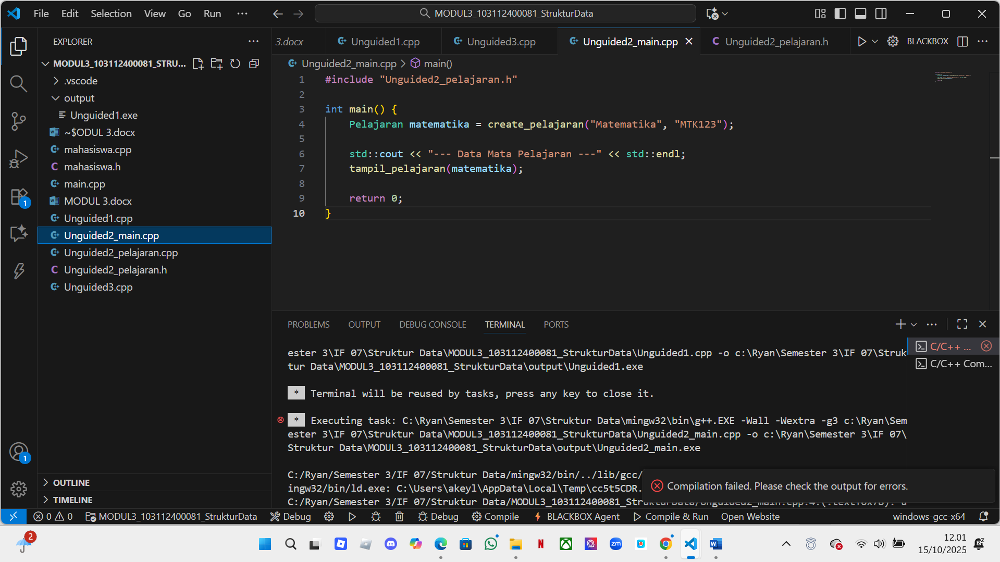 File Edit Selection View Go Run
MODUL3_103112400081_StrukturData
EXPLORER
3.docx
Unguided1.cpp
Unguided3.cpp
Unguided2_main.cpp
C Unguided2_pelajaran.h
BLACKBOX
MODUL3_103112400081_STRU...
.vscode
output
Unguided1.exe
~$ODUL 3.docx
mahasiswa.cpp
C mahasiswa.h
main.cpp
MODUL 3.docx
Unguided1.cpp
Unguided2_main.cpp
Unguided2_pelajaran.cpp
C Unguided2_pelajaran.h
Unguided3.cpp
OUTLINE
TIMELINE
1
1
Unguided2_main.cpp > main()
1 #include "Unguided2_pelajaran.h"
2
3 int main() {
4 Pelajaran matematika = create_pelajaran("Matematika", "MTK123");
5
6 std::cout << "--- Data Mata Pelajaran ---" << std::endl;
7 tampil_pelajaran(matematika);
8
9 return 0;
10 }
PROBLEMS OUTPUT DEBUG CONSOLE TERMINAL PORTS
ester 3\IF 07\Struktur Data\MODUL3_103112400081_StrukturData\Unguided1.cpp -o c:\Ryan\Semester 3\IF 07\Struk
tur Data\MODUL3_103112400081_StrukturData\output\Unguided1.exe
* Terminal will be reused by tasks, press any key to close it.
* Executing task: C:\Ryan\Semester 3\IF 07\Struktur Data\mingw32\bin\g++.EXE -Wall -Wextra -g3 c:\Ryan\Sem
ester 3\IF 07\Struktur Data\MODUL3_103112400081_StrukturData\Unguided2_main.cpp -o c:\Ryan\Semester 3\IF 07\
Struktur Data\MODUL3_103112400081_StrukturData\output\Unguided2_main.exe
C:/Ryan/Semester 3/IF 07/Struktur Data/mingw32/bin/../lib/gcc/
ingw32/bin/ld.exe: C:\Users\akeyl\AppData\Local\Temp\cc5t5CDR.
C:/Ryan/Semester 3/IF 07/Struktur Data/MODUL3_103112400081_StrukturData/Unguided2_main.cpp:4:(.text+0x78): u
C/C++ ...
C/C++ Com...
Compilation failed. Please check the output for errors.
0 0 MODUL3_103112400081_StrukturData Debug Debug Compile BLACKBOX Agent Compile & Run Open Website windows-gcc-x64
2
N
zm
W
12.01
15/10/2025